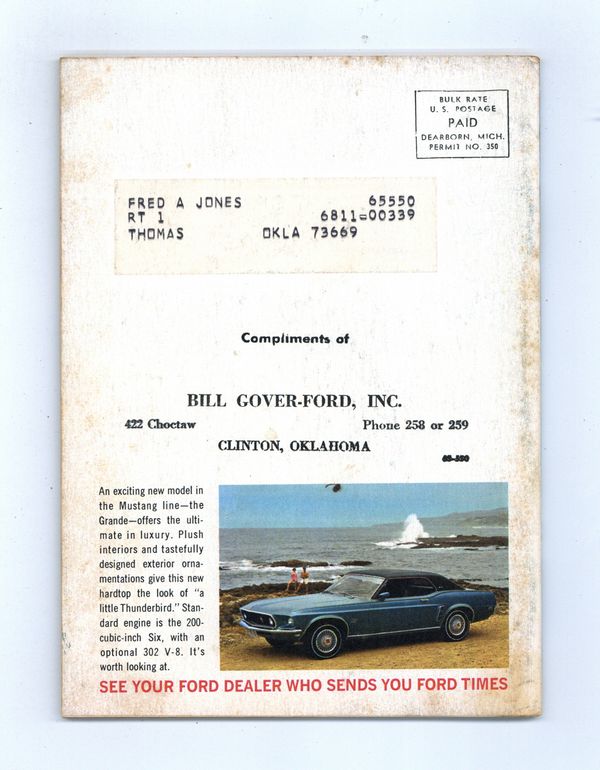 BULK RATE
U. S. POSTAGE
PAID
DEARBORN, MICH.
PERMIT NO. 350
FRED A JONES 65550
RT 1 6811-00339
THOMAS OKLA 73669
Compliments of
BILL GOVER-FORD, INC.
422 Choctaw Phone 258 or 259
CLINTON, OKLAHOMA
An exciting new model in
the Mustang line—the
Grande—offers the ulti-
mate in luxury. Plush
interiors and tastefully
designed exterior orna-
mentations give this new
hardtop the look of "a
little Thunderbird." Stan-
dard engine is the 200-
cubic-inch Six, with an
optional 302 V-8. It's
worth looking at.
SEE YOUR FORD DEALER WHO SENDS YOU FORD TIMES